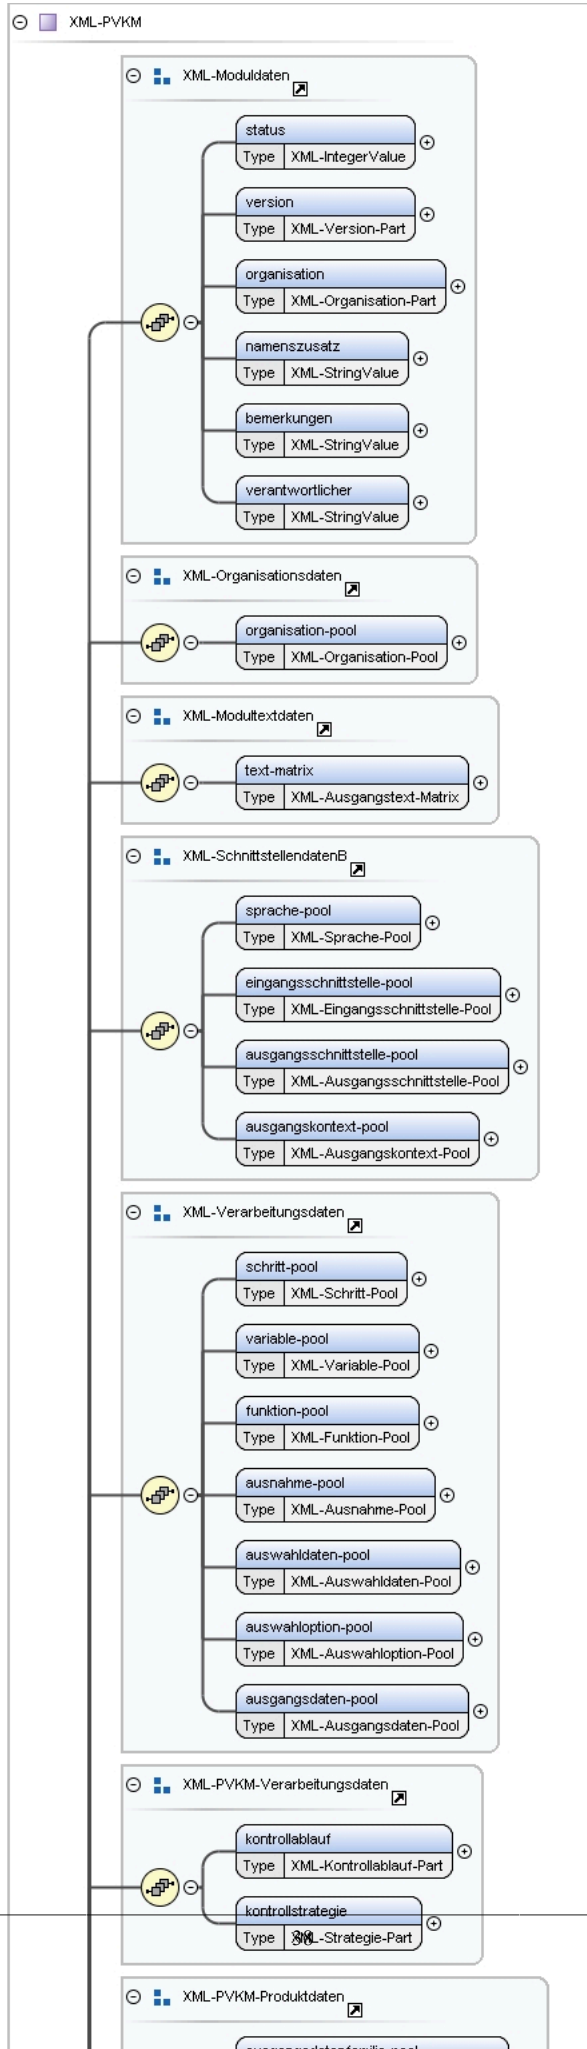 XML-PVKM
XML-Moduldaten
status
Type XML-IntegerValue
version
Type XML-Version-Part
organisation
Type XML-Organisation-Part
namenszusatz
Type XML-StringValue
bemerkungen
Type XML-StringValue
verantwortlicher
Type XML-StringValue
XML-Organisationsdaten
organisation-pool
Type XML-Organisation-Pool
XML-Modultextdaten
text-matrix
Type XML-Ausgangstext-Matrix
XML-SchnittstellendatenB
sprache-pool
Type XML-Sprache-Pool
eingangsschnittstelle-pool
Type XML-Eingangsschnittstelle-Pool
ausgangsschnittstelle-pool
Type XML-Ausgangsschnittstelle-Pool
ausgangskontext-pool
Type XML-Ausgangskontext-Pool
XML-Verarbeitungsdaten
schritt-pool
Type XML-Schritt-Pool
variable-pool
Type XML-Variable-Pool
funktion-pool
Type XML-Funktion-Pool
ausnahme-pool
Type XML-Ausnahme-Pool
auswahldaten-pool
Type XML-Auswahldaten-Pool
auswahloption-pool
Type XML-Auswahloption-Pool
ausgangsdaten-pool
Type XML-Ausgangsdaten-Pool
XML-PVKM-Verarbeitungsdaten
kontrollablauf
Type XML-Kontrollablauf-Part
kontrollstrategie
Type XML-Strategie-Part
XML-PVKM-Produktdaten